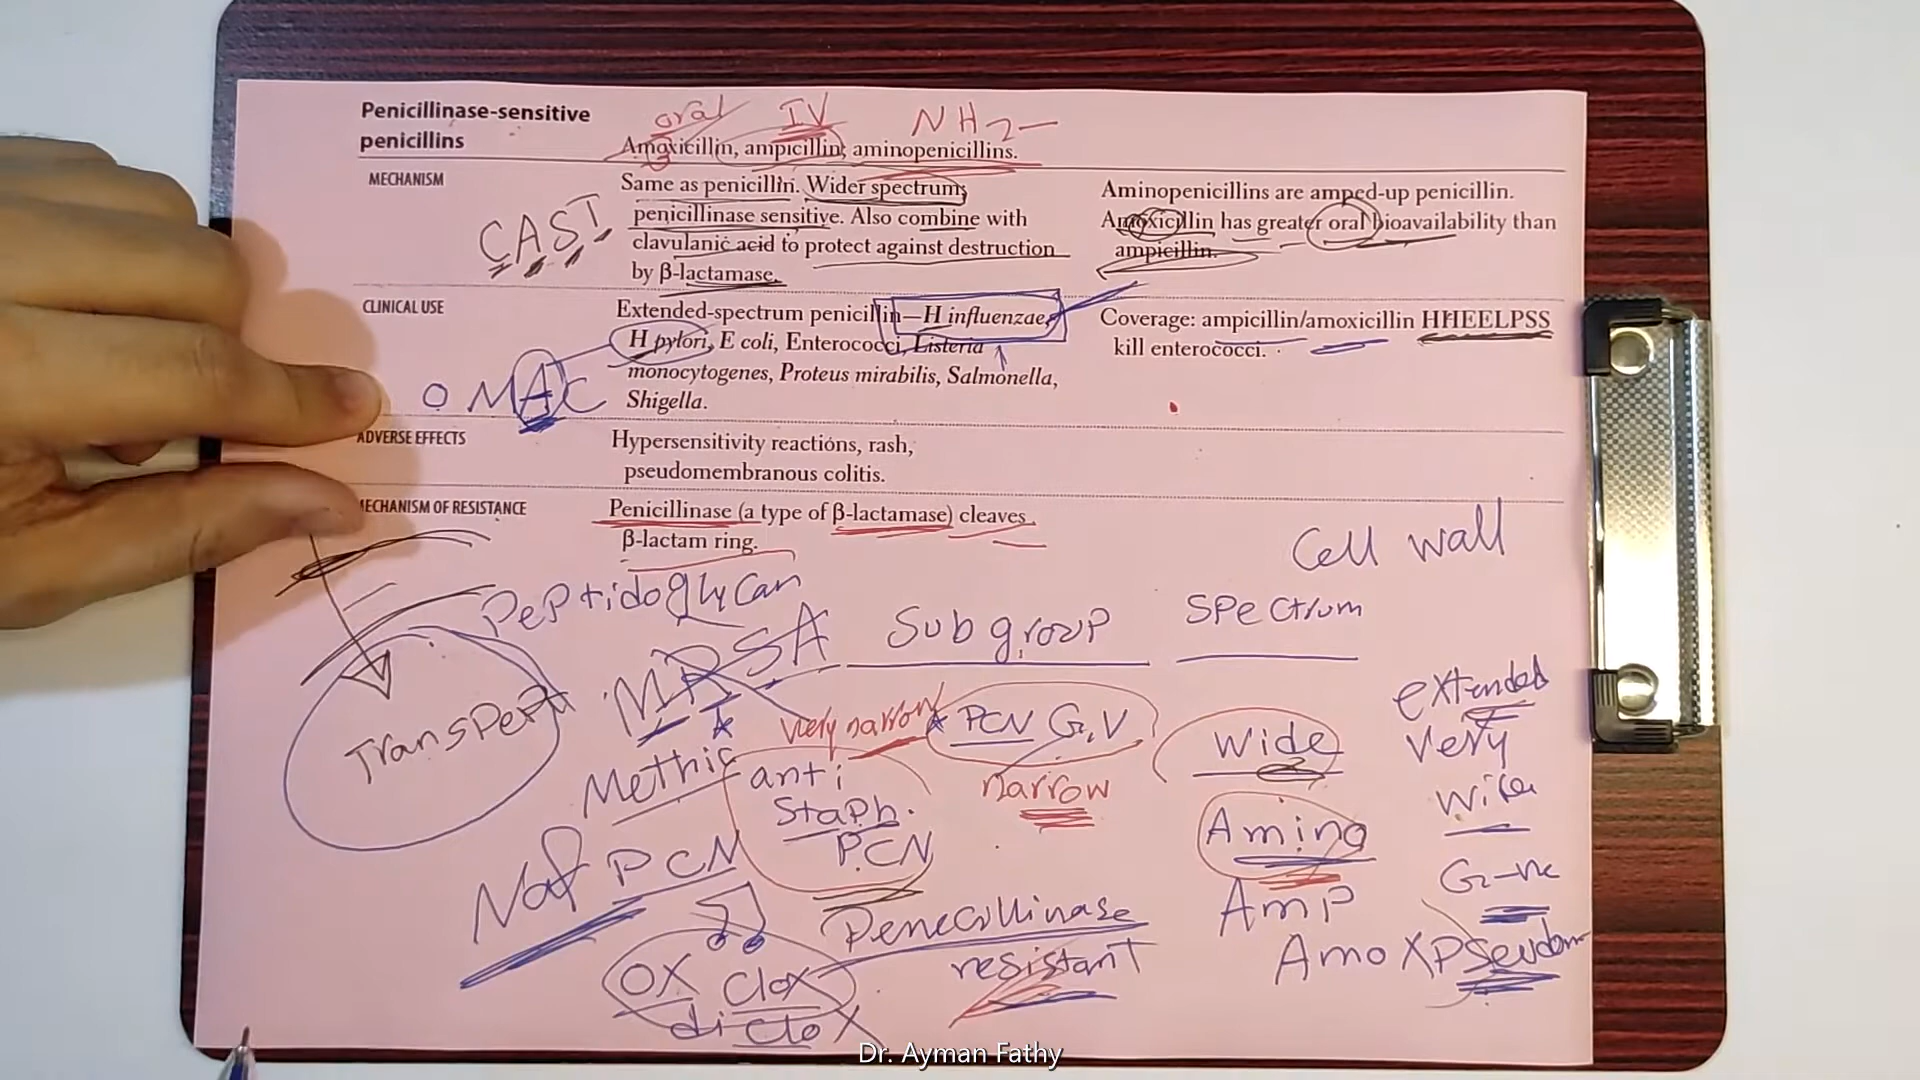 Penicillinase-sensitive
penicillins
oral IV NH2-
Amoxicillin, ampicillin; aminopenicillins.
MECHANISM
Same as penicillin. Wider spectrum;
penicillinase sensitive. Also combine with
clavulanic acid to protect against destruction
by β-lactamase.
CAST
Aminopenicillins are amped-up penicillin.
Amoxicillin has greater oral bioavailability than
ampicillin.
CLINICAL USE
Extended-spectrum penicillin—H influenzae,
H pylori, E coli, Enterococci, Listeria
monocytogenes, Proteus mirabilis, Salmonella,
Shigella.
O MAC
Coverage: ampicillin/amoxicillin HHEELPSS
kill enterococci.
ADVERSE EFFECTS
Hypersensitivity reactions, rash,
pseudomembranous colitis.
MECHANISM OF RESISTANCE
Penicillinase (a type of β-lactamase) cleaves
β-lactam ring.
Cell wall
Peptidoglycan
Transpept
MRSA
Methic
Naf PCN
OX Clox
diclox
Subgroup
Spectrum
very narrow
PCN G,V
narrow
anti
Staph.
PCN
Penecillinase
resistant
Wide
Amino
Amp
Amox
extended
Very
G-ve
Dr. Ayman Fathy